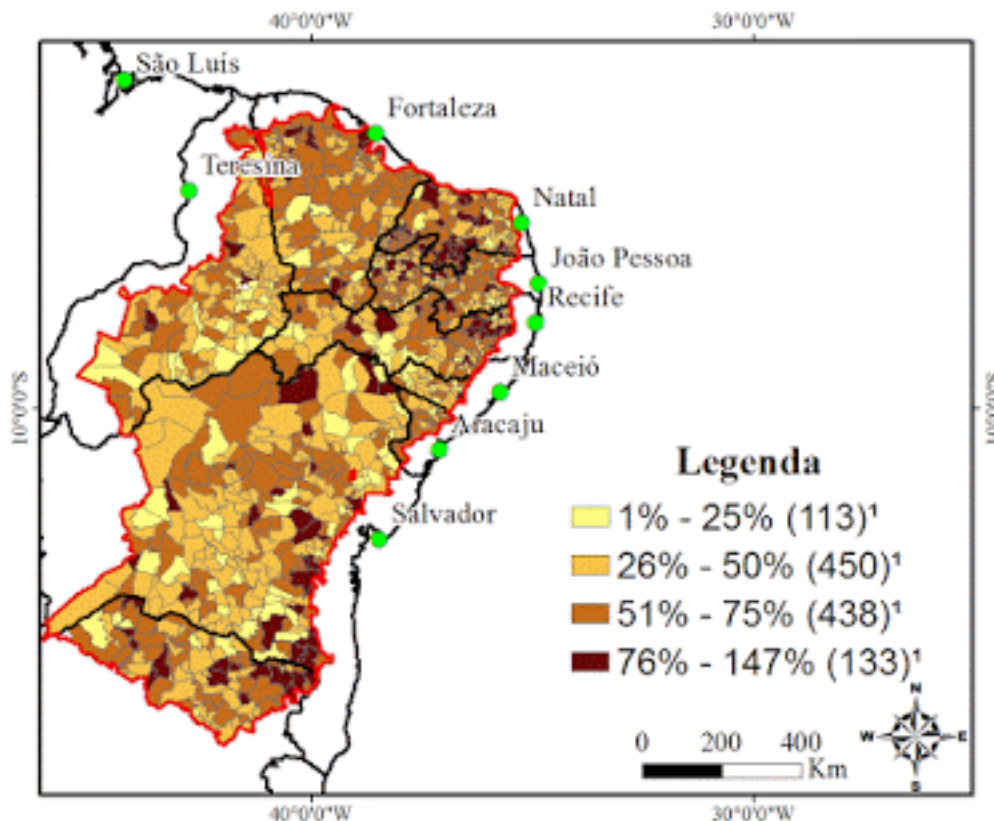 40°0'0"W 30°0'0"W
São Luís
Fortaleza
Teresina
Natal
João Pessoa
Recife
Maceió
10°0'0"S 10°0'0"S
Aracaju
Legenda
Salvador
1% - 25% (113)¹
26% - 50% (450)¹
51% - 75% (438)¹
76% - 147% (133)¹
N
W E
S
0 200 400
Km
40°0'0"W 30°0'0"W